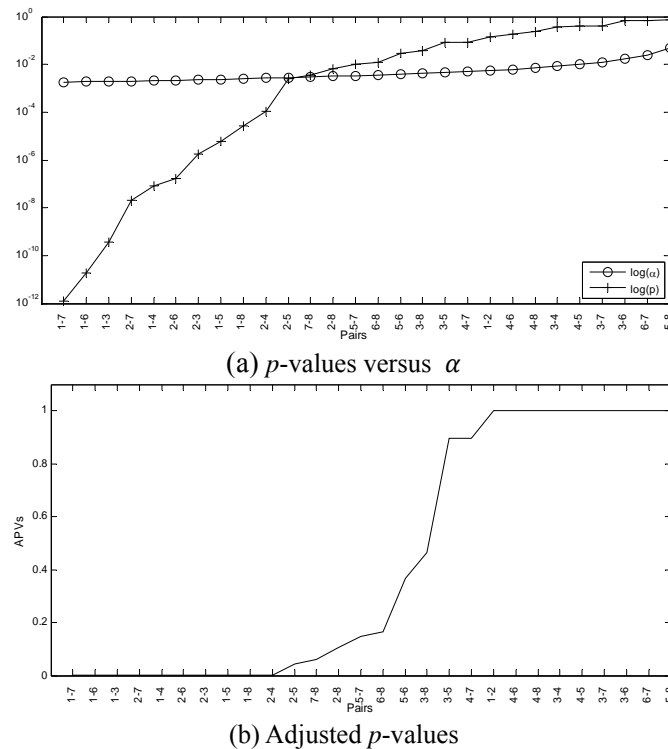 10^0
10^-2
10^-4
10^-6
10^-8
10^-10
10^-12
log(α)
log(p)
1-7 1-6 1-3 2-7 1-4 2-6 2-3 1-5 1-8 2-4 2-5 7-8 2-8 5-7 6-8 5-6 3-8 3-5 4-7 1-2 4-6 4-8 3-4 4-5 3-7 3-6 6-7 5-8
Pairs
(a) p-values versus α
1
0.8
0.6
0.4
0.2
0
APVs
1-7 1-6 1-3 2-7 1-4 2-6 2-3 1-5 1-8 2-4 2-5 7-8 2-8 5-7 6-8 5-6 3-8 3-5 4-7 1-2 4-6 4-8 3-4 4-5 3-7 3-6 6-7 5-8
Pairs
(b) Adjusted p-values